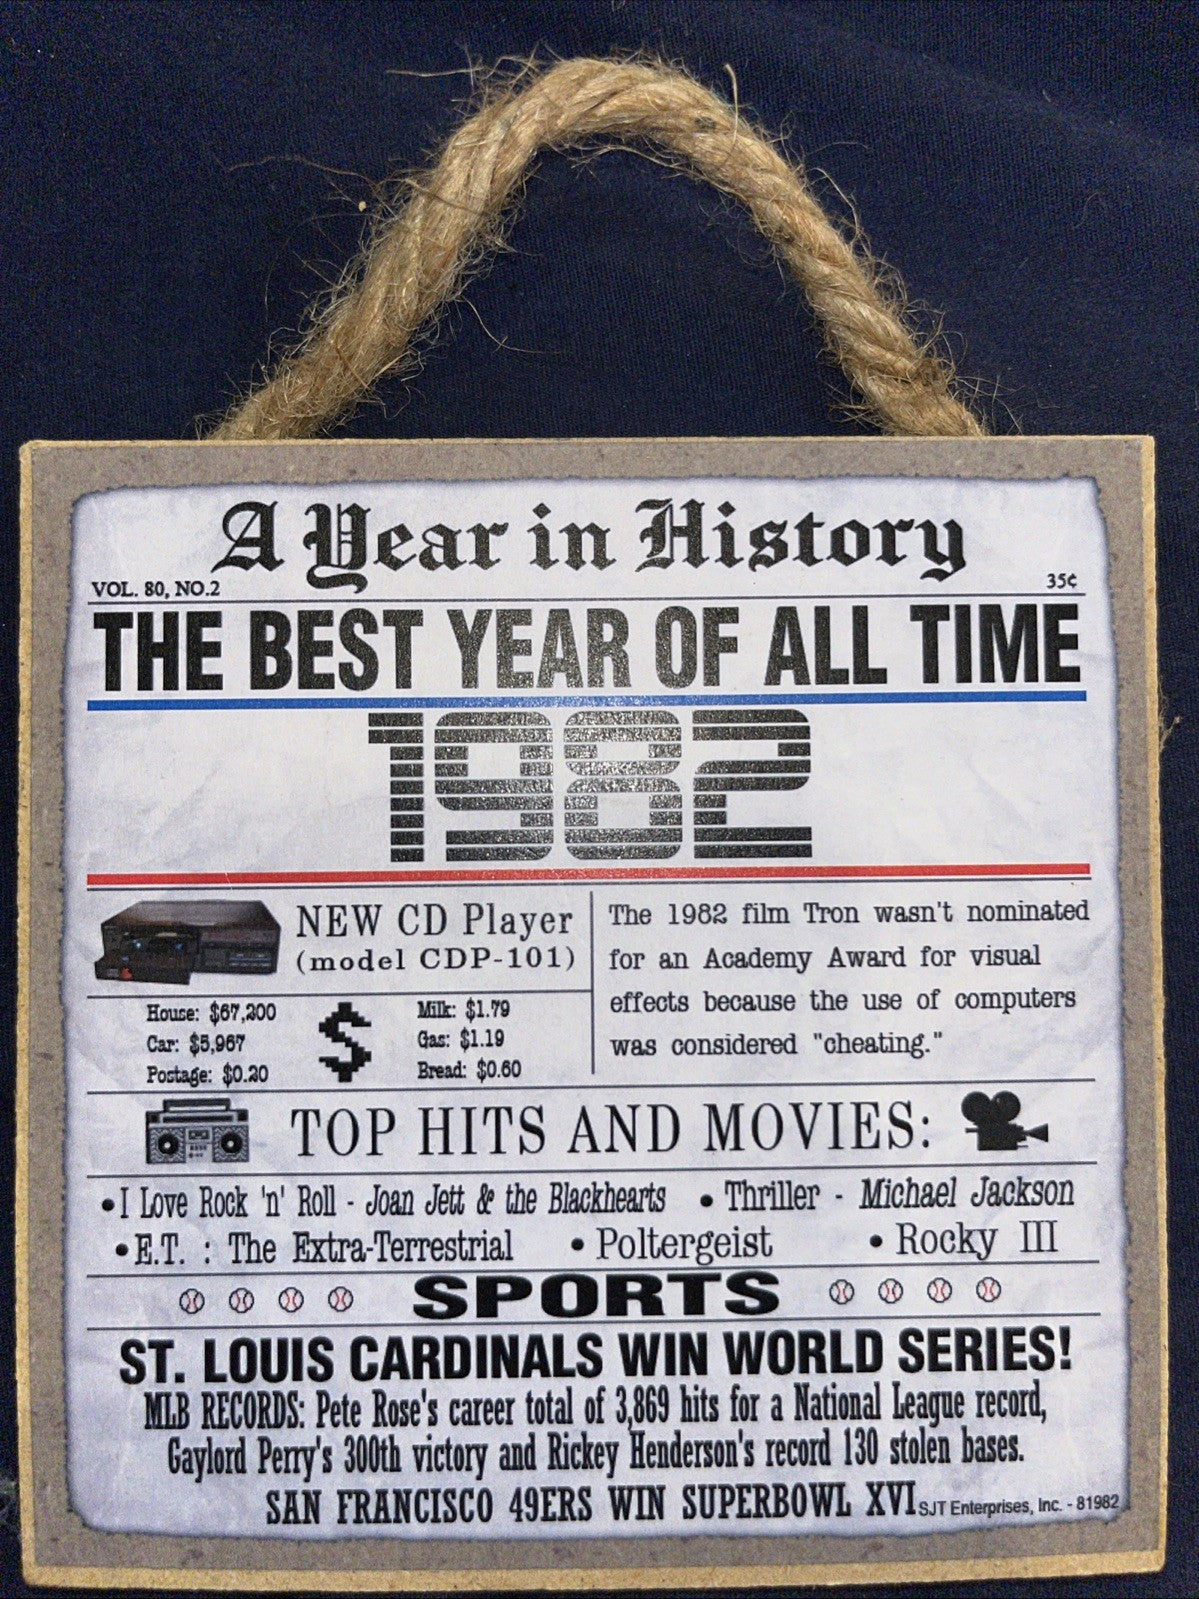 A Year in History
VOL. 80, NO.2
35¢
THE BEST YEAR OF ALL TIME
1982
NEW CD Player
(model CDP-101)
The 1982 film Tron wasn't nominated
for an Academy Award for visual
effects because the use of computers
was considered "cheating."
House: $67,200
Car: $5,967
Postage: $0.20
$
Milk: $1.79
Gas: $1.19
Bread: $0.60
TOP HITS AND MOVIES:
•I Love Rock 'n' Roll - Joan Jett & the Blackhearts • Thriller - Michael Jackson
•E.T. : The Extra-Terrestrial • Poltergeist • Rocky III
SPORTS
ST. LOUIS CARDINALS WIN WORLD SERIES!
MLB RECORDS: Pete Rose's career total of 3,869 hits for a National League record,
Gaylord Perry's 300th victory and Rickey Henderson's record 130 stolen bases.
SAN FRANCISCO 49ERS WIN SUPERBOWL XVI
SJT Enterprises, Inc. - 81982